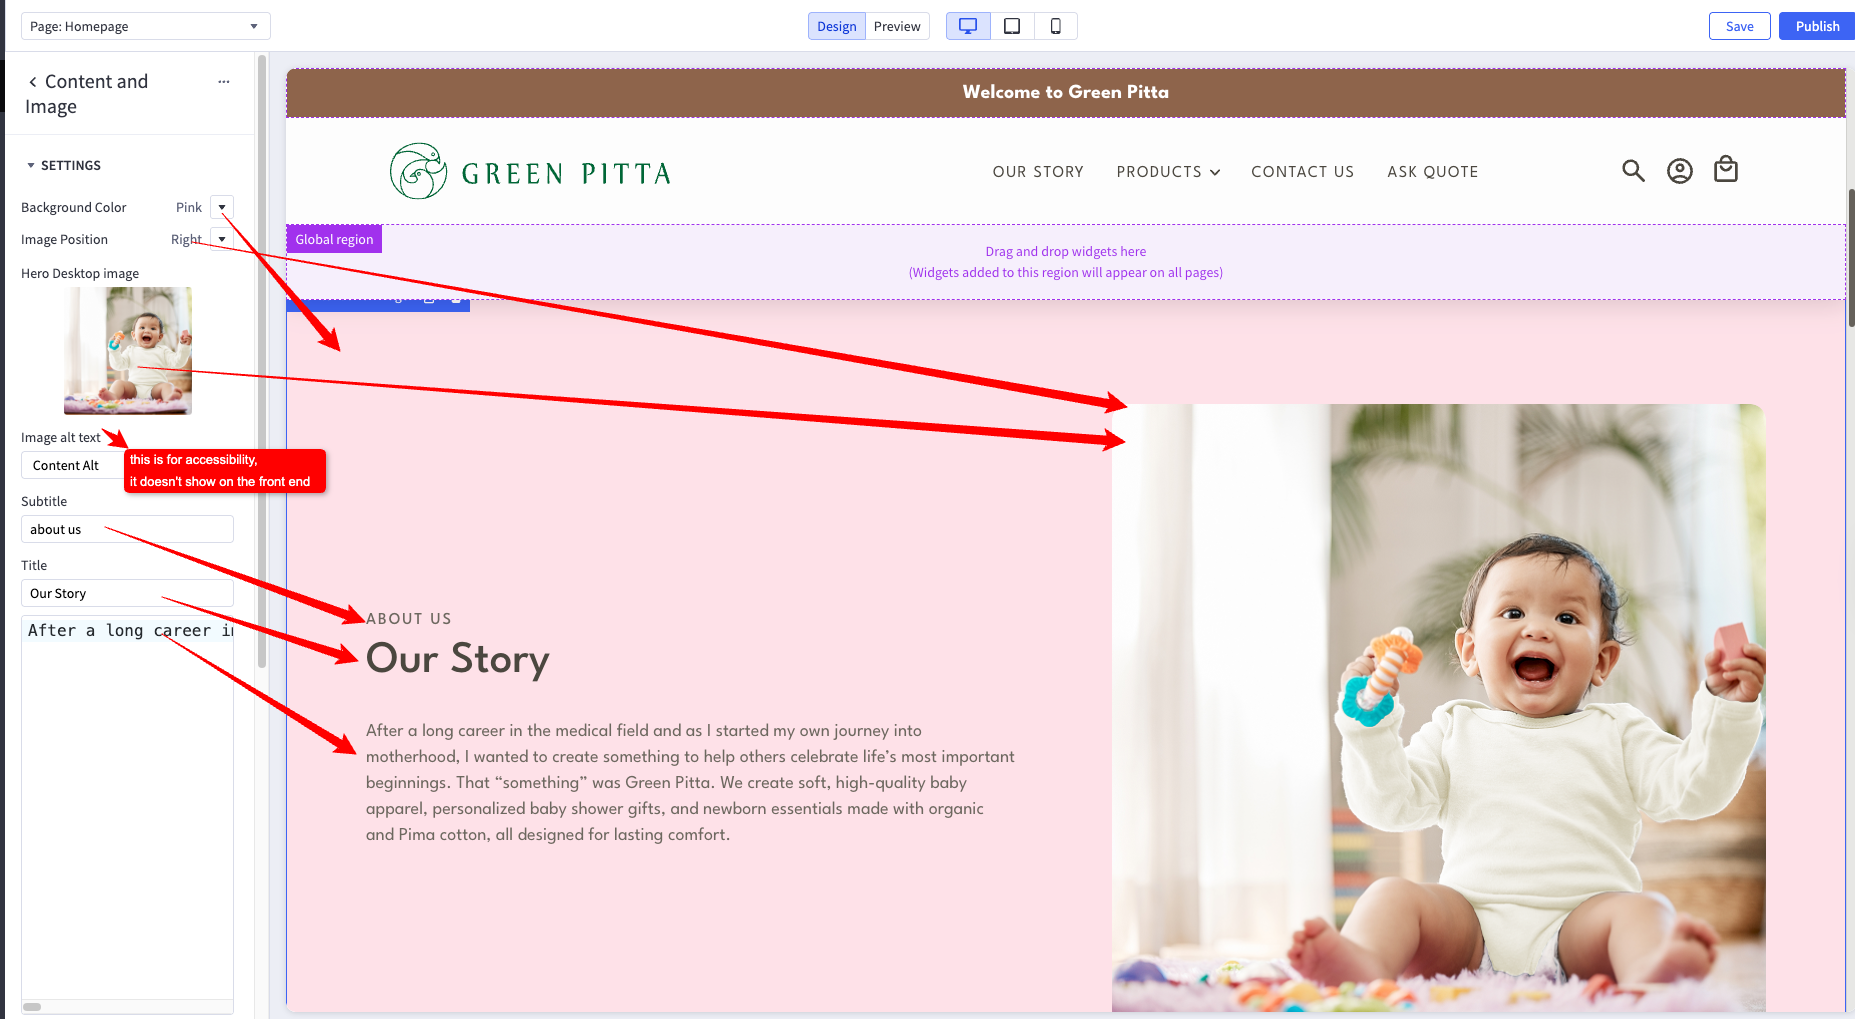 Page: Homepage
Design
Preview
Save
Publish
Content and
Image
SETTINGS
Background Color
Pink
Image Position
Right
Hero Desktop image
Image alt text
Content Alt
this is for accessibility,
it doesn't show on the front end
Subtitle
about us
Title
Our Story
After a long career in
Welcome to Green Pitta
GREEN PITTA
OUR STORY
PRODUCTS
CONTACT US
ASK QUOTE
Global region
Drag and drop widgets here
(Widgets added to this region will appear on all pages)
ABOUT US
Our Story
After a long career in the medical field and as I started my own journey into
motherhood, I wanted to create something to help others celebrate life’s most important
beginnings. That “something” was Green Pitta. We create soft, high-quality baby
apparel, personalized baby shower gifts, and newborn essentials made with organic
and Pima cotton, all designed for lasting comfort.